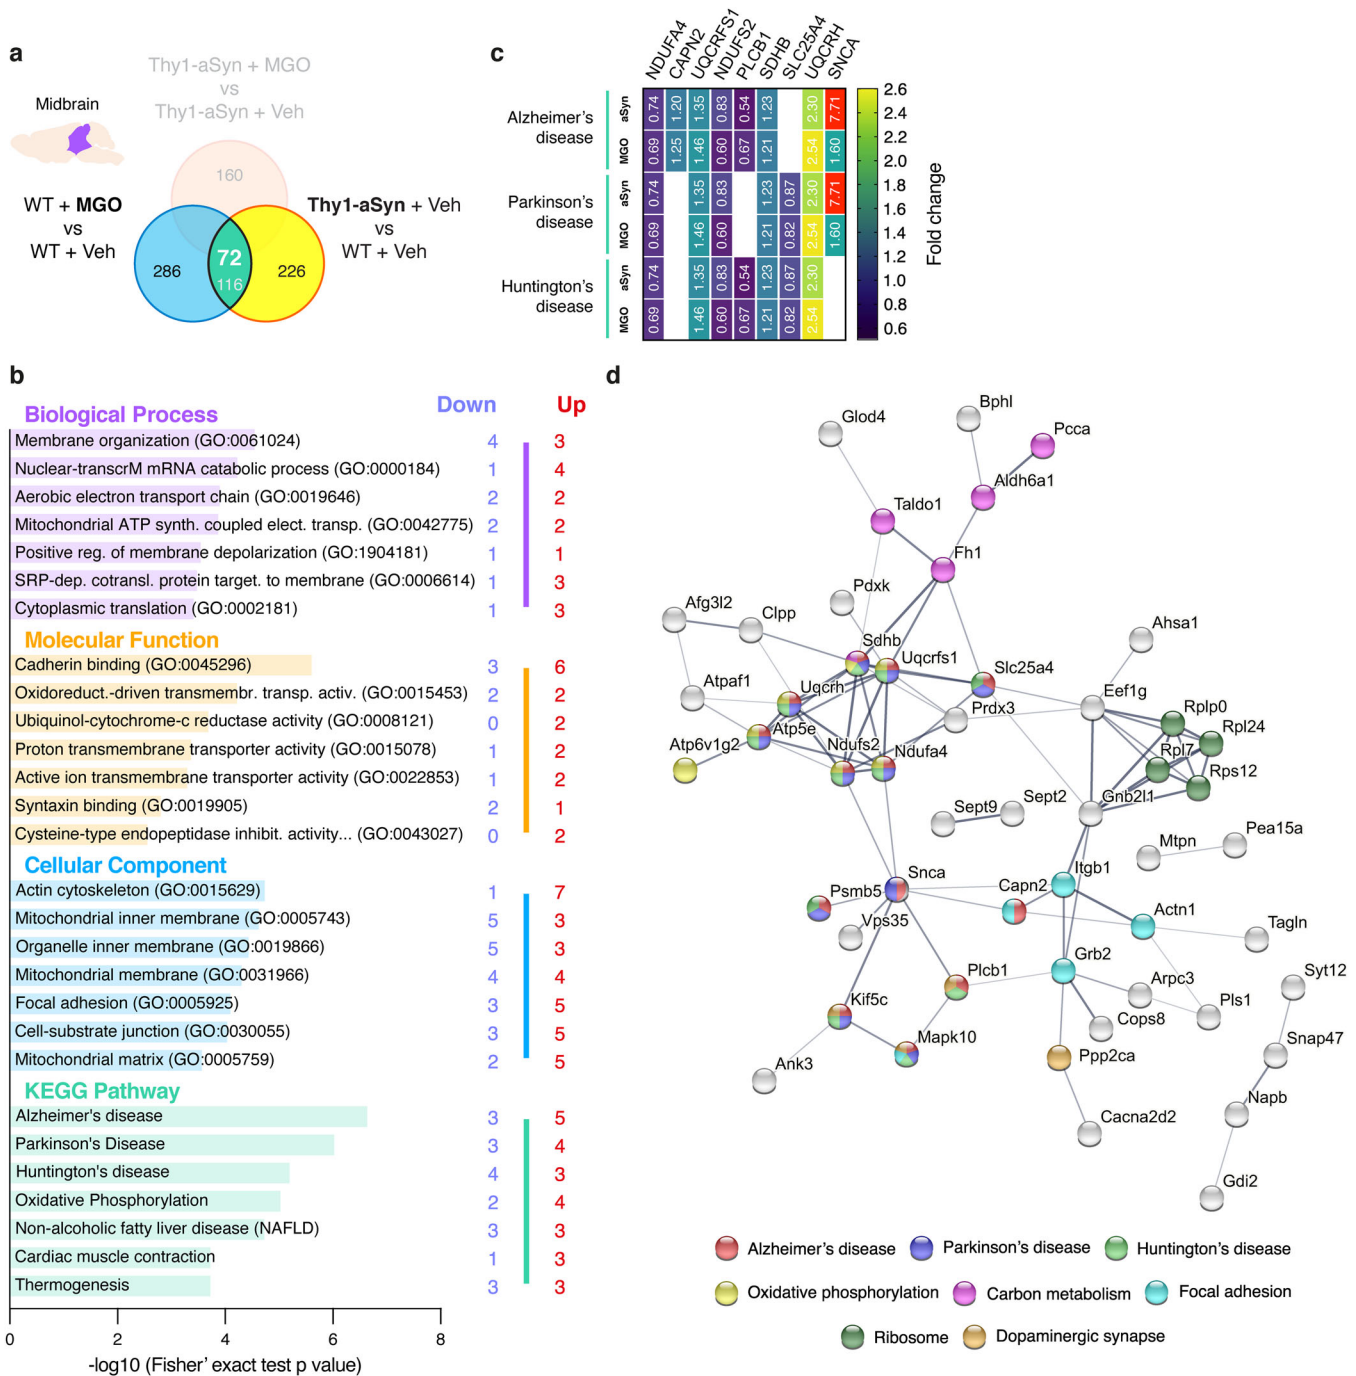 a
Thy1-aSyn + MGO
vs
Thy1-aSyn + Veh
Midbrain
160
WT + MGO
vs
WT + Veh
Thy1-aSyn + Veh
vs
WT + Veh
286
72
116
226
c
NDUFA4
CAPN2
UQCRFS1
NDUFS2
PLCB1
SDHB
SLC25A4
UQCRH
SNCA
Alzheimer's
disease
aSyn
0.74 1.20 1.35 0.83 0.54 1.23 2.30 7.71
MGO
0.69 1.25 1.46 0.60 0.67 1.21 2.54 1.60
Parkinson's
disease
aSyn
0.74 1.35 0.83 1.23 0.87 2.30 7.71
MGO
0.69 1.46 0.60 1.21 0.82 2.54 1.60
Huntington's
disease
aSyn
0.74 1.35 0.83 0.54 1.23 0.87 2.30
MGO
0.69 1.46 0.60 0.67 1.21 0.82 2.54
2.6
2.4
2.2
2.0
1.8
1.6
1.4
1.2
1.0
0.8
0.6
Fold change
b
Down Up
Biological Process
Membrane organization (GO:0061024) 4 3
Nuclear-transcrM mRNA catabolic process (GO:0000184) 1 4
Aerobic electron transport chain (GO:0019646) 2 2
Mitochondrial ATP synth. coupled elect. transp. (GO:0042775) 2 2
Positive reg. of membrane depolarization (GO:1904181) 1 1
SRP-dep. cotransl. protein target. to membrane (GO:0006614) 1 3
Cytoplasmic translation (GO:0002181) 1 3
Molecular Function
Cadherin binding (GO:0045296) 3 6
Oxidoreduct.-driven transmembr. transp. activ. (GO:0015453) 2 2
Ubiquinol-cytochrome-c reductase activity (GO:0008121) 0 2
Proton transmembrane transporter activity (GO:0015078) 1 2
Active ion transmembrane transporter activity (GO:0022853) 1 2
Syntaxin binding (GO:0019905) 2 1
Cysteine-type endopeptidase inhibit. activity... (GO:0043027) 0 2
Cellular Component
Actin cytoskeleton (GO:0015629) 1 7
Mitochondrial inner membrane (GO:0005743) 5 3
Organelle inner membrane (GO:0019866) 5 3
Mitochondrial membrane (GO:0031966) 4 4
Focal adhesion (GO:0005925) 3 5
Cell-substrate junction (GO:0030055) 3 5
Mitochondrial matrix (GO:0005759) 2 5
KEGG Pathway
Alzheimer's disease 3 5
Parkinson's Disease 3 4
Huntington's disease 4 3
Oxidative Phosphorylation 2 4
Non-alcoholic fatty liver disease (NAFLD) 3 3
Cardiac muscle contraction 1 3
Thermogenesis 3 3
0 2 4 6 8
-log10 (Fisher' exact test p value)
d
Bphl
Glod4
Pcca
Aldh6a1
Taldo1
Fh1
Pdxk
Afg3l2
Clpp
Ahsa1
Sdhb
Uqcrfs1
Slc25a4
Atpaf1
Uqcrh
Eef1g
Prdx3
Rplp0
Rpl24
Atp5e
Atp6v1g2
Ndufs2
Ndufa4
Rpl7
Rps12
Gnb2l1
Sept9
Sept2
Mtpn
Pea15a
Itgb1
Snca
Capn2
Psmb5
Vps35
Actn1
Tagln
Grb2
Plcb1
Arpc3
Syt12
Kif5c
Pls1
Cops8
Mapk10
Snap47
Ank3
Ppp2ca
Napb
Cacna2d2
Gdi2
Alzheimer's disease
Parkinson's disease
Huntington's disease
Oxidative phosphorylation
Carbon metabolism
Focal adhesion
Ribosome
Dopaminergic synapse